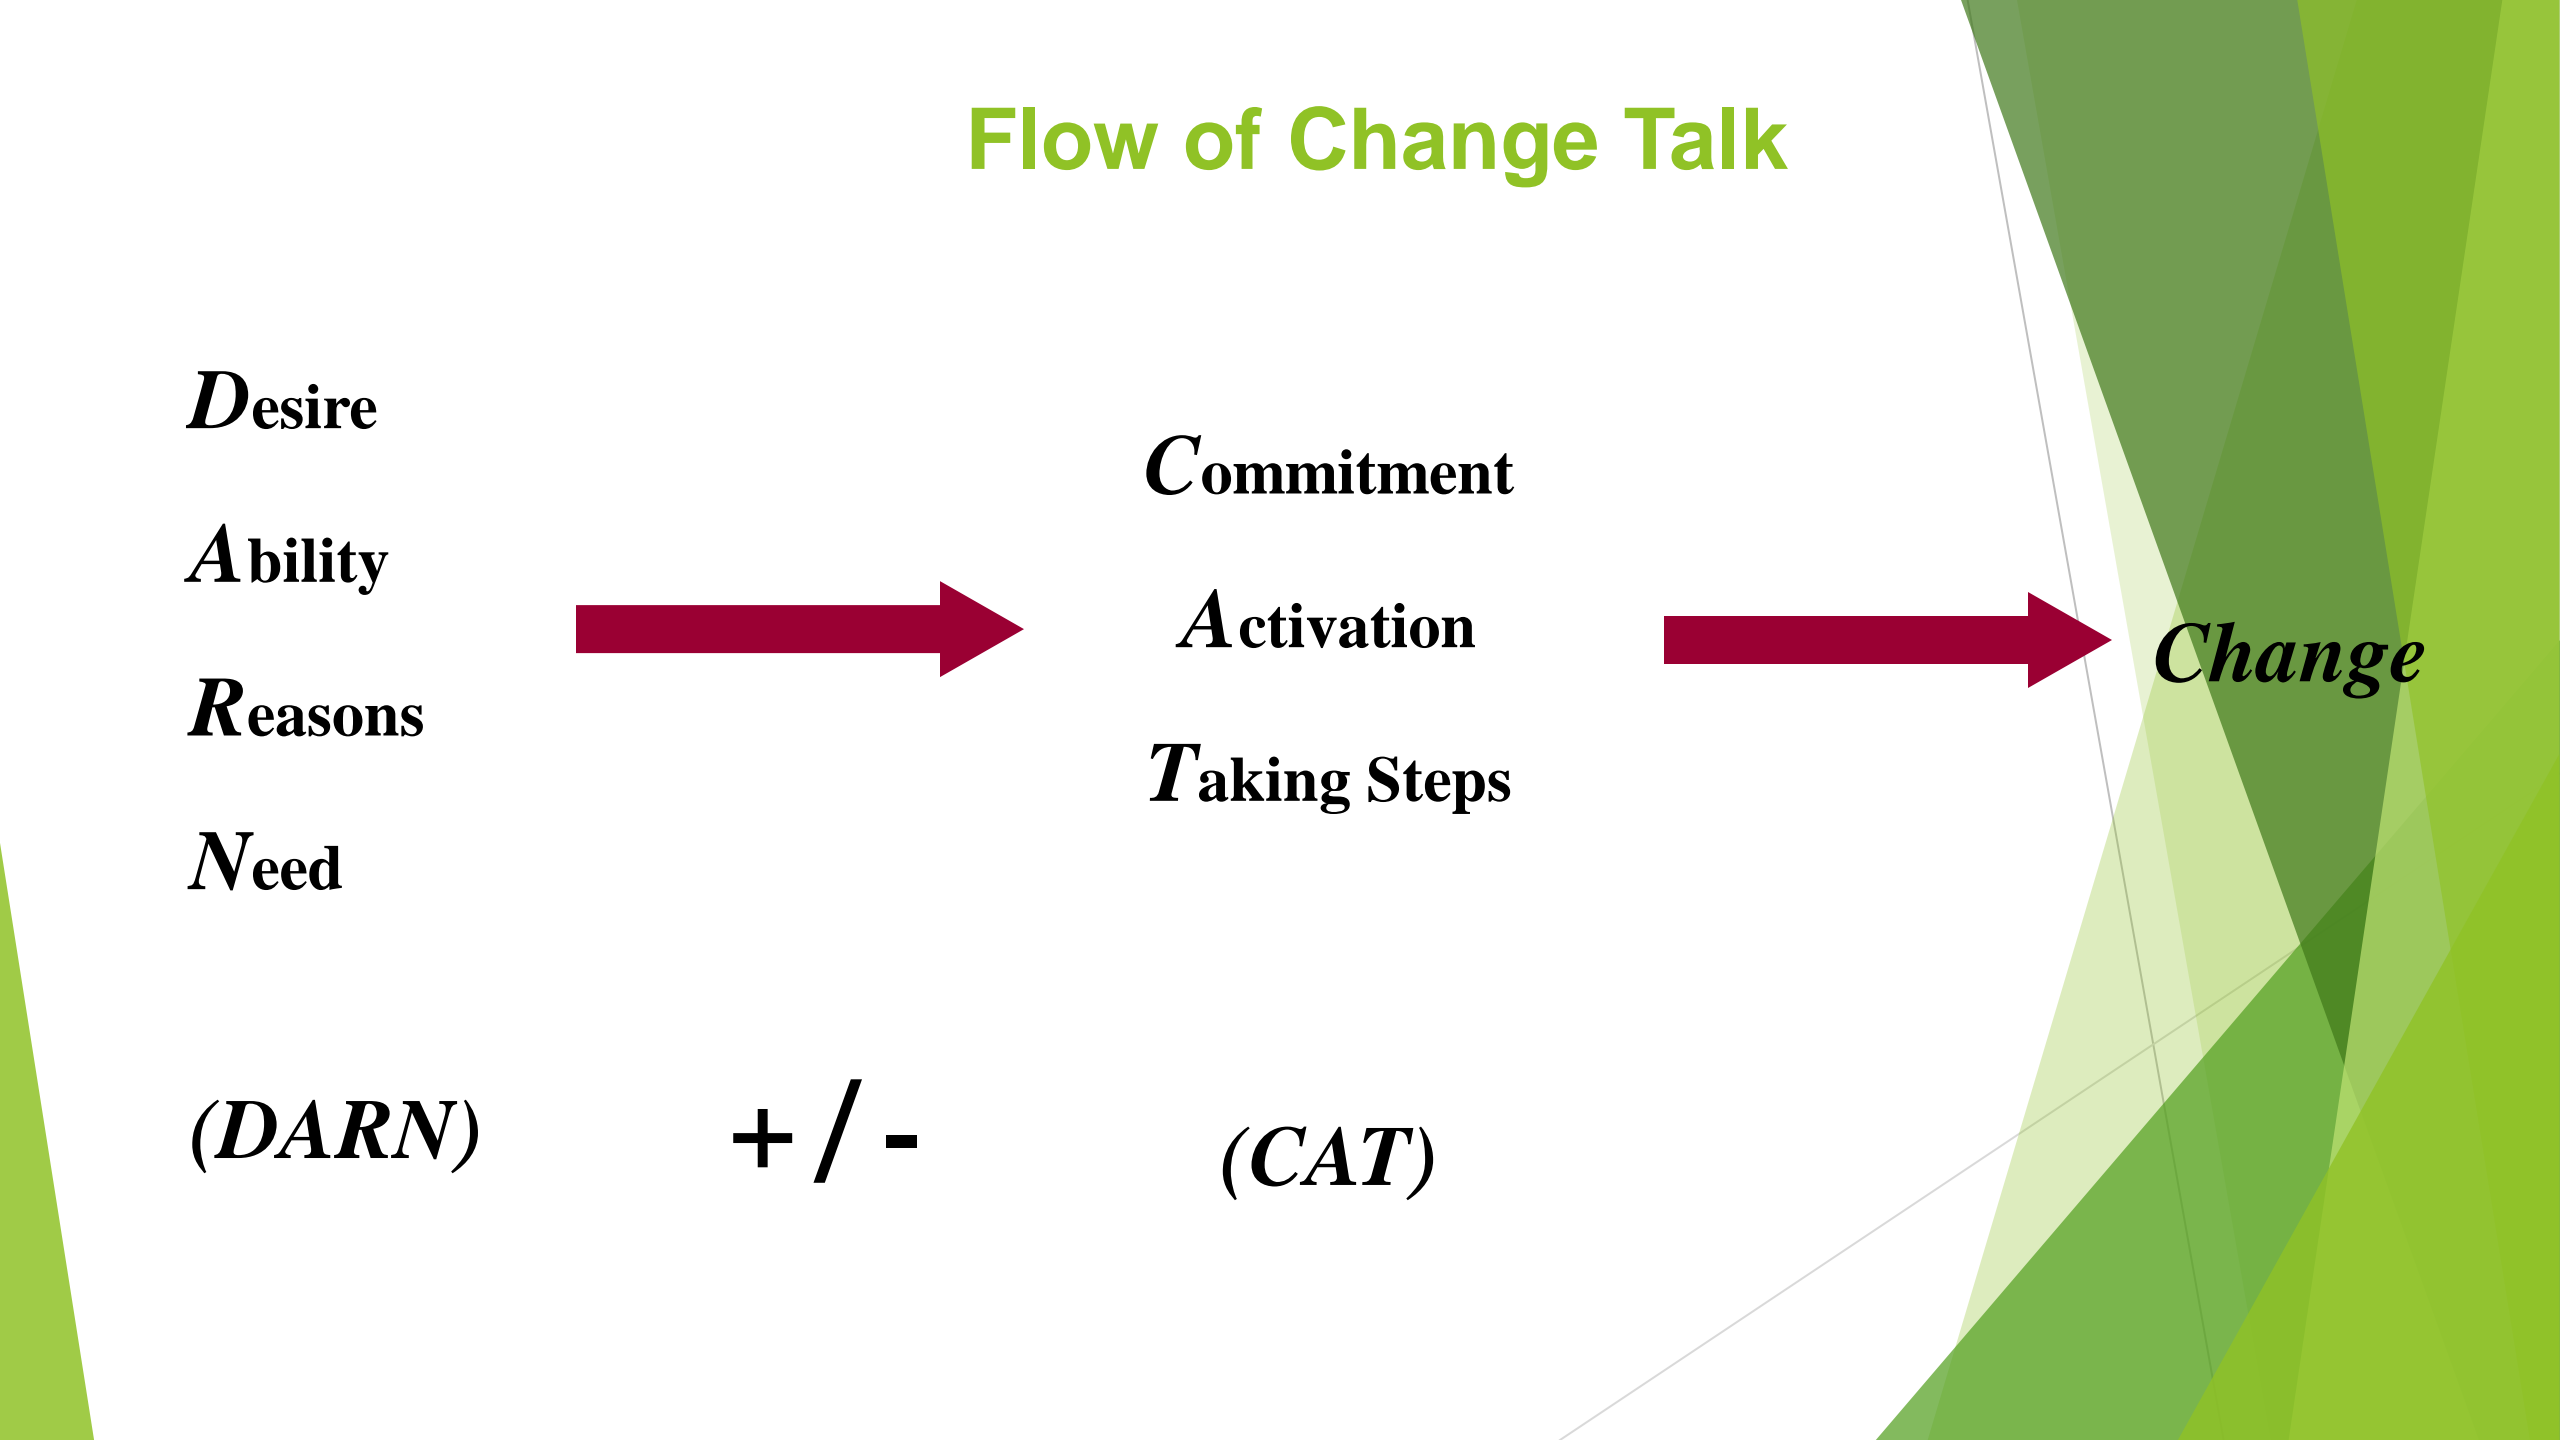 Flow of Change Talk
Desire
Ability
Reasons
Need
Commitment
Activation
Taking Steps
Change
(DARN)
+/-
(CAT)